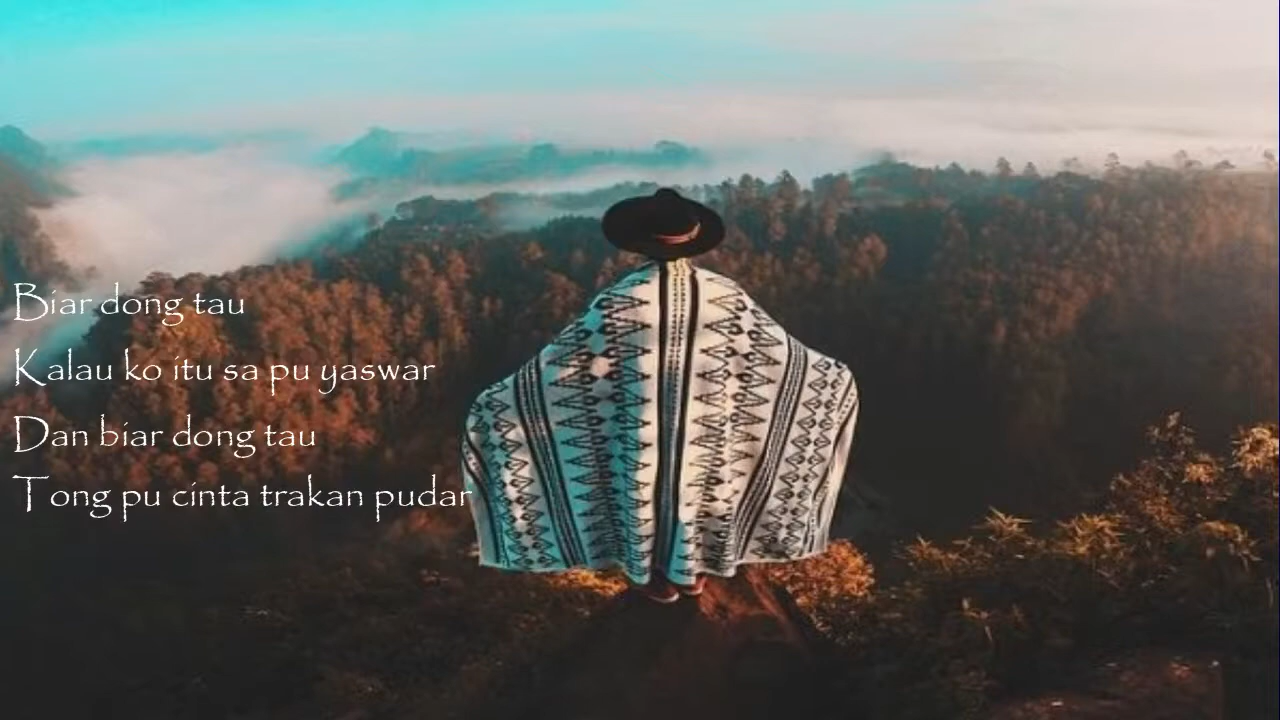 Biar dong tau
Kalau ko itu sa pu yaswar
Dan biar dong tau
Tong pu cinta trakan pudar